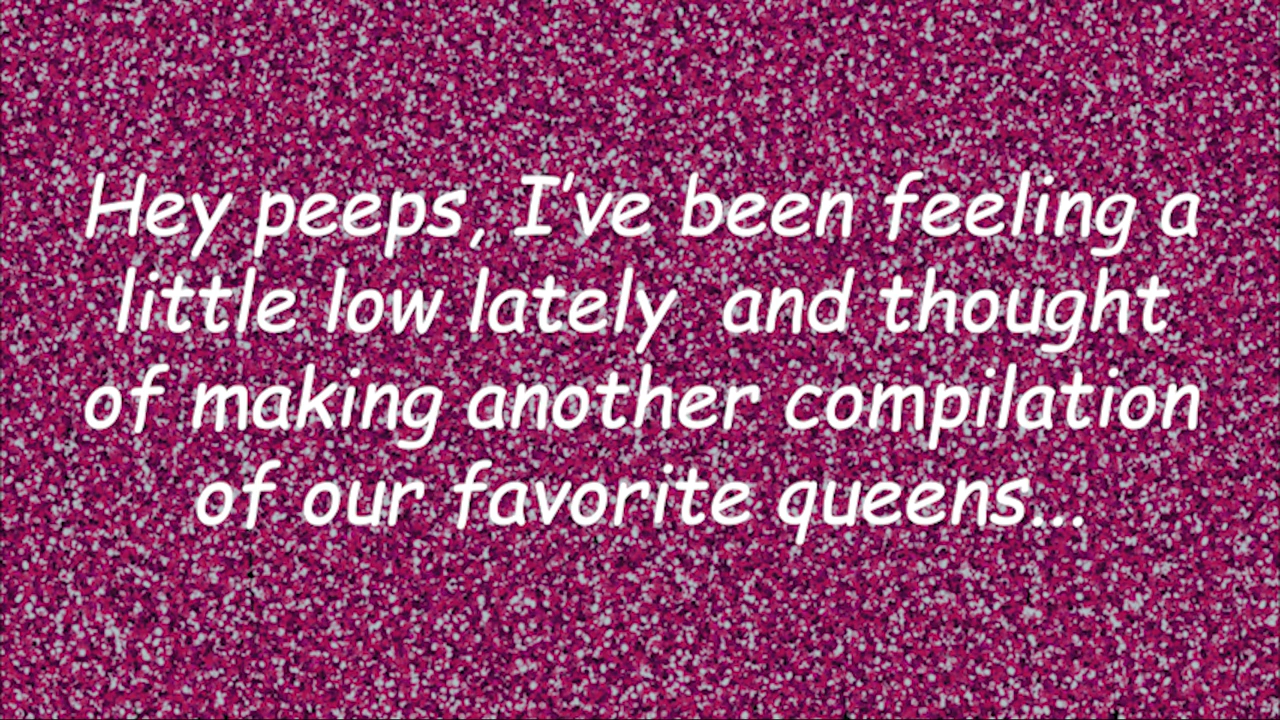 Hey peeps, I've been feeling a
little low lately  and thought
of making another compilation
of our favorite queens...